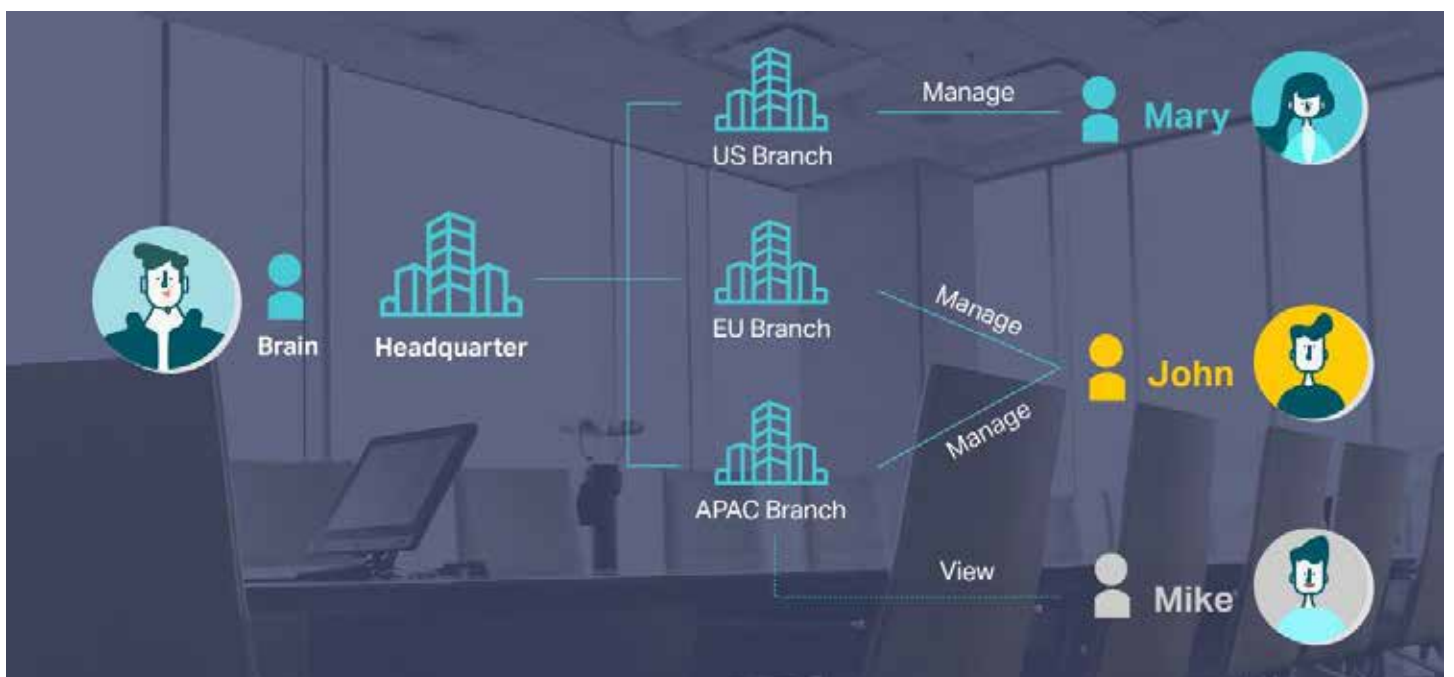 Manage
Mary
US Branch
Brain
Headquarter
EU Branch
Manage
John
Manage
APAC Branch
View
Mike